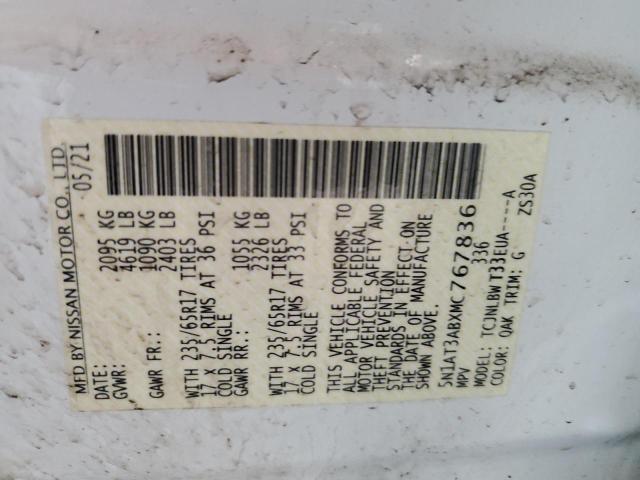 MFD BY NISSAN MOTOR CO., LTD.
DATE: 05/21
GVWR: 2095 KG
4619 LB
GAWR FR.: 1090 KG
2403 LB
WITH 235/65R17 TIRES
17 X 7.5 RIMS AT 36 PSI
COLD SINGLE
GAWR RR.: 1055 KG
2326 LB
WITH 235/65R17 TIRES
17 X 7.5 RIMS AT 33 PSI
COLD SINGLE
THIS VEHICLE CONFORMS TO
ALL APPLICABLE FEDERAL
MOTOR VEHICLE SAFETY AND
THEFT PREVENTION
STANDARDS IN EFFECT ON
THE DATE OF MANUFACTURE
SHOWN ABOVE.
5N1AT3ABXMC767836
MPV 336
MODEL: TCJNLBWT33EUA----A
COLOR: QAK TRIM: G ZS30A